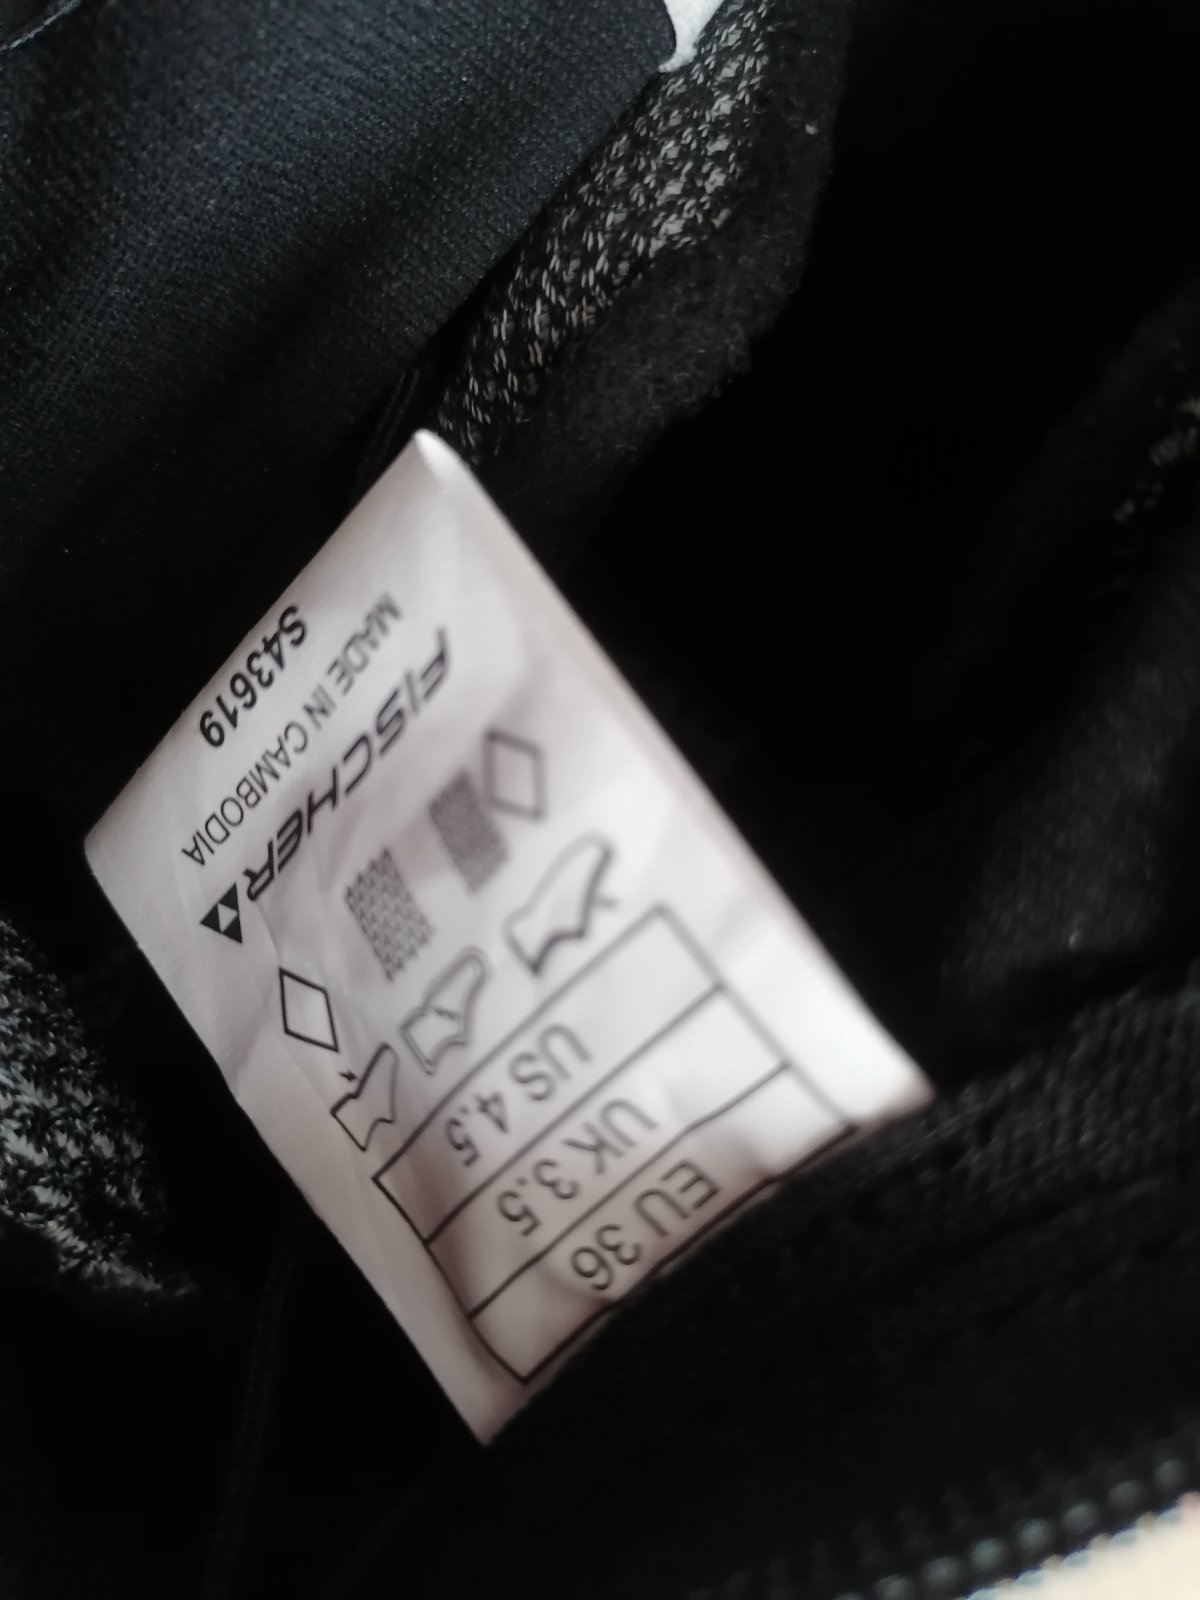 EU 36
UK 3.5
US 4.5
FISCHER
MADE IN CAMBODIA
S43619